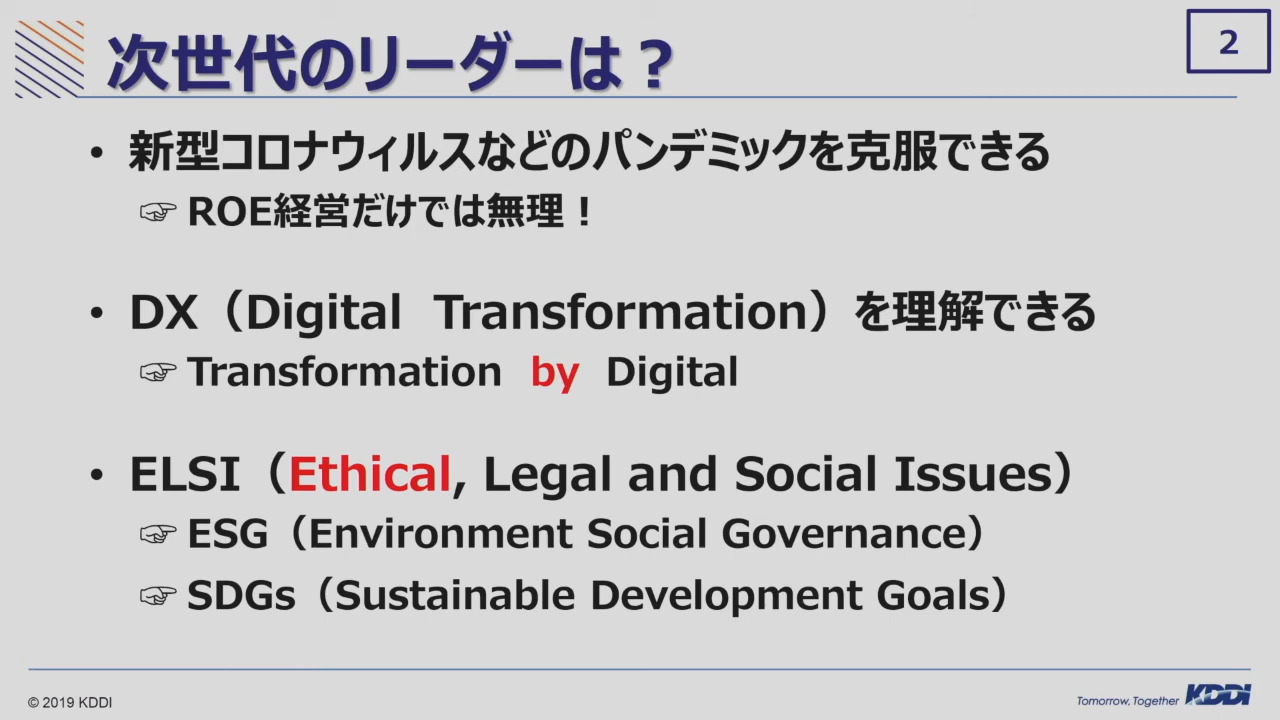 次世代のリーダーは？
2
• 新型コロナウィルスなどのパンデミックを克服できる
☞ ROE経営だけでは無理！
• DX（Digital Transformation）を理解できる
☞ Transformation by Digital
• ELSI（Ethical, Legal and Social Issues）
☞ ESG（Environment Social Governance）
☞ SDGs（Sustainable Development Goals）
© 2019 KDDI
Tomorrow, Together KDDI